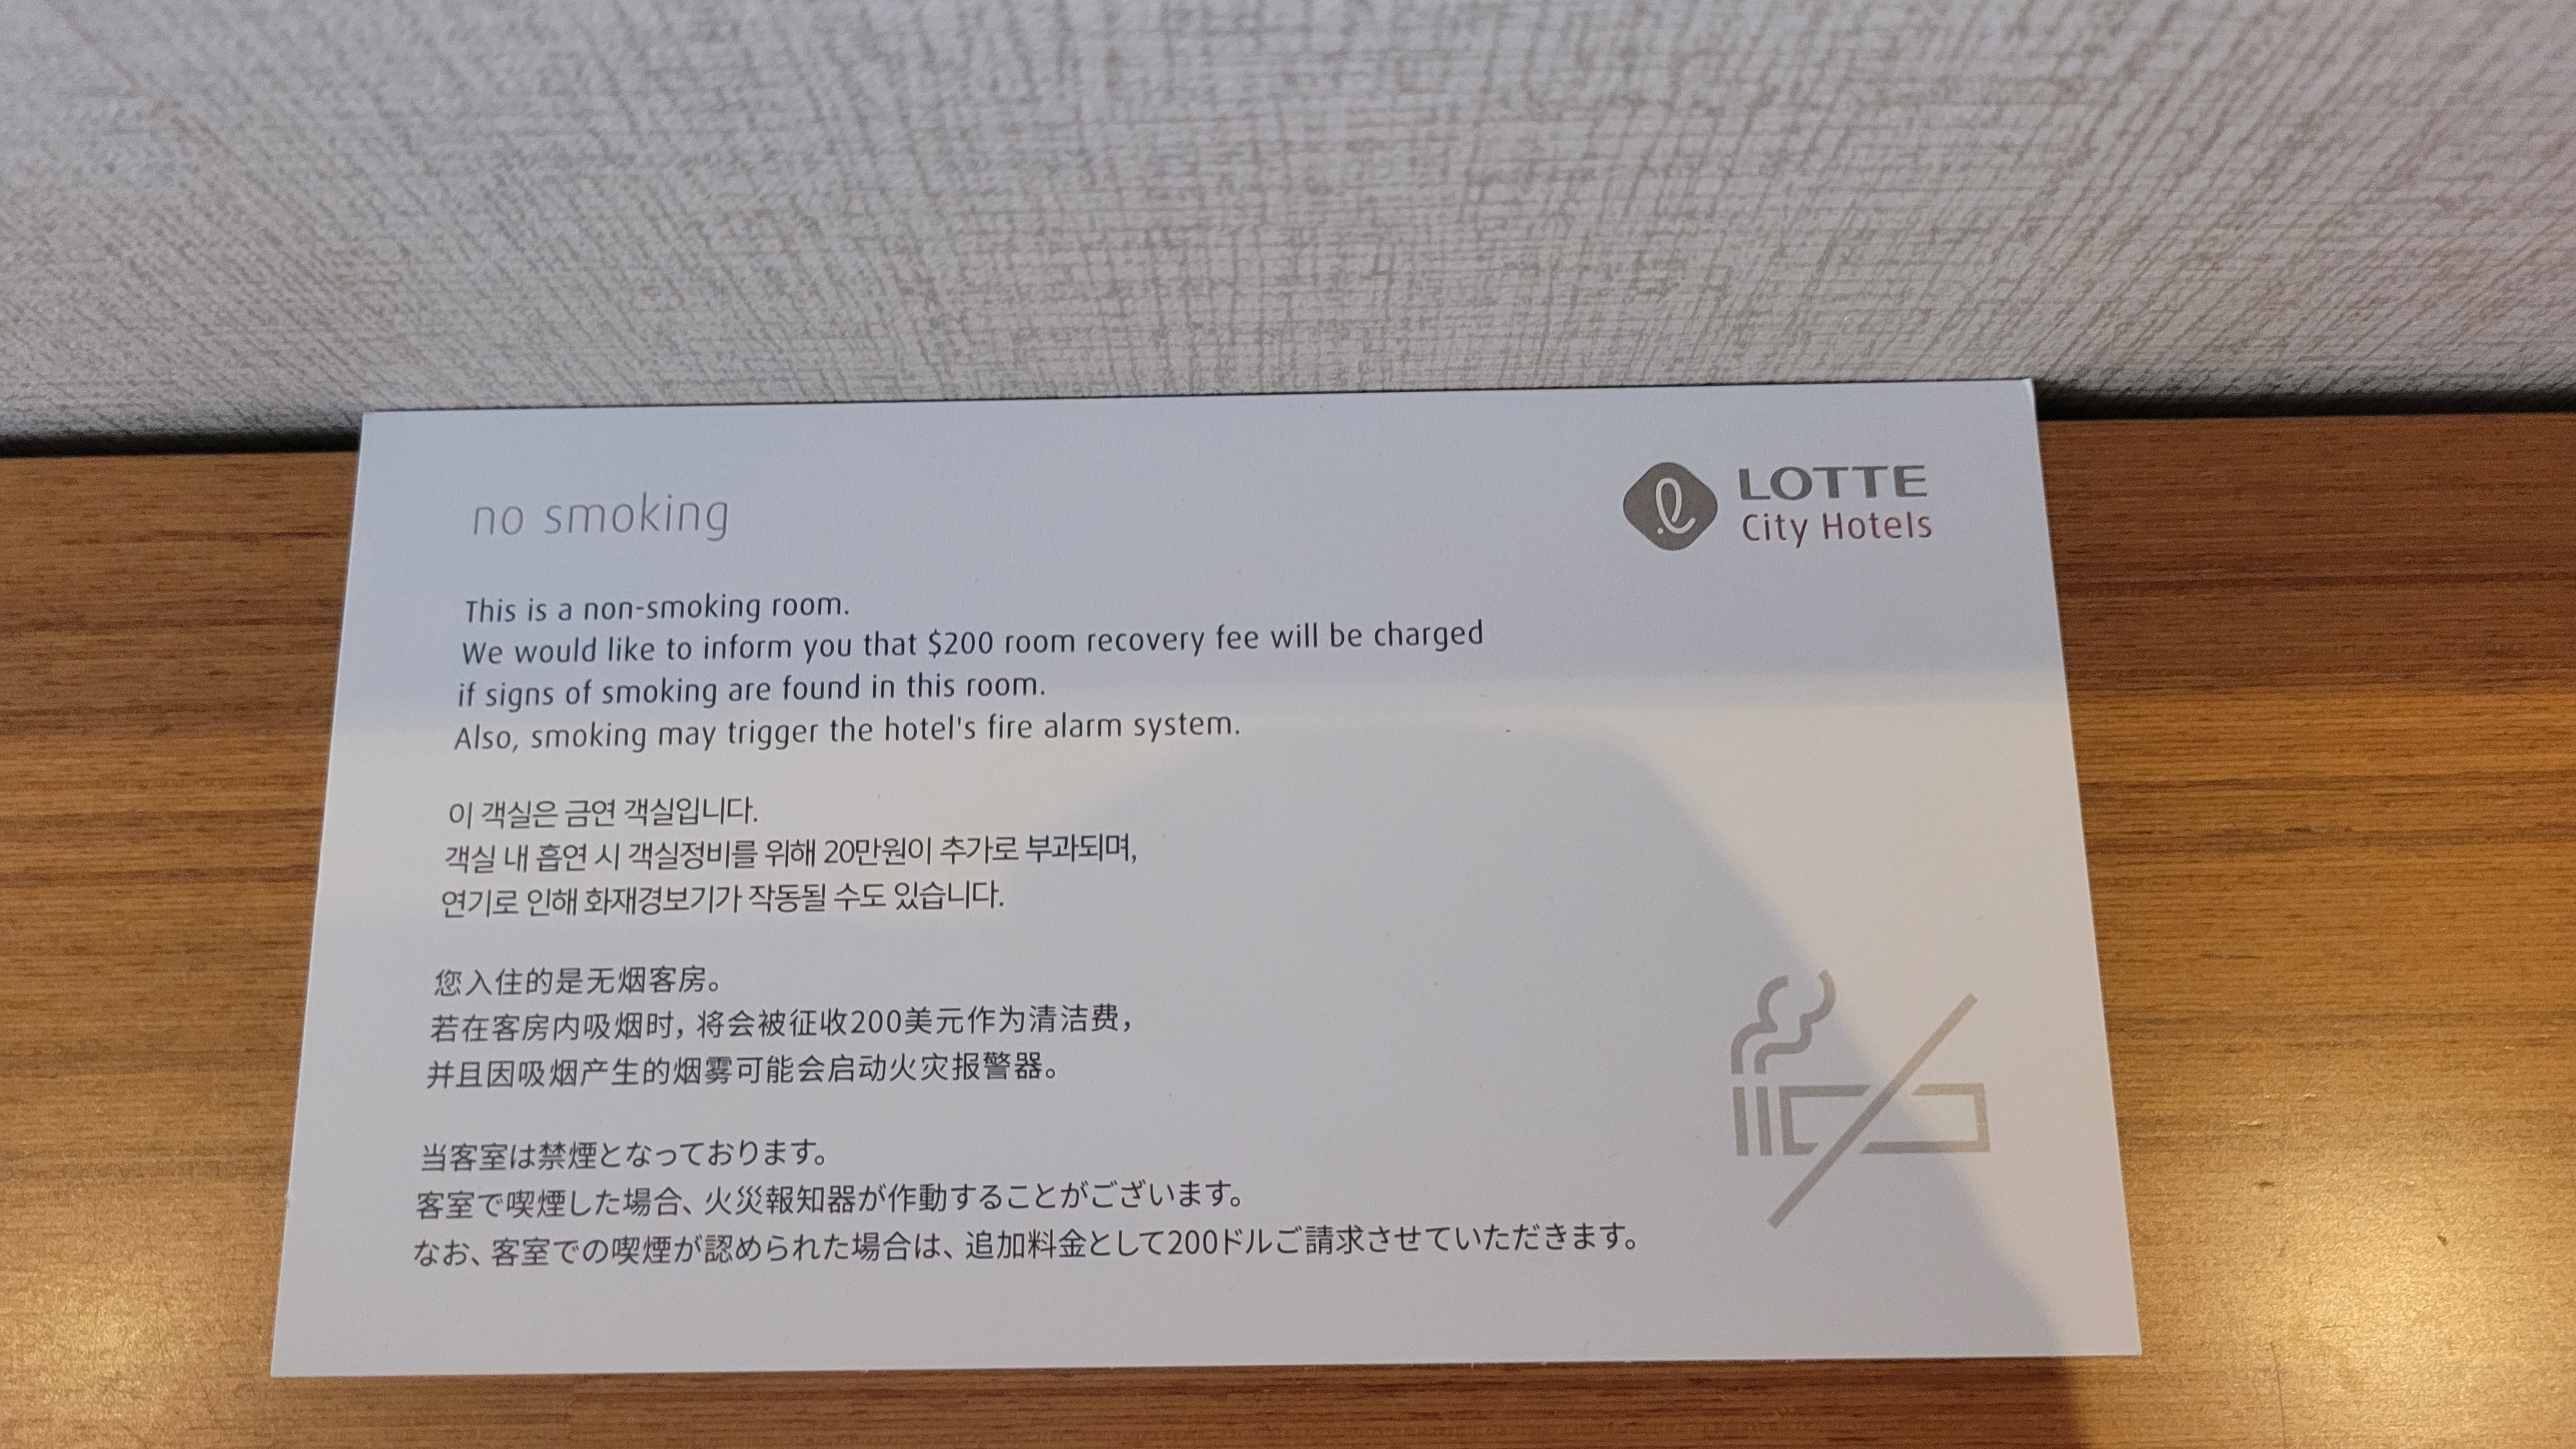 no smoking
LOTTE
City Hotels
This is a non-smoking room.
We would like to inform you that $200 room recovery fee will be charged
if signs of smoking are found in this room.
Also, smoking may trigger the hotel's fire alarm system.
이 객실은 금연 객실입니다.
객실 내 흡연 시 객실정비를 위해 20만원이 추가로 부과되며,
연기로 인해 화재경보기가 작동될 수도 있습니다.
您入住的是无烟客房。
若在客房内吸烟时，将会被征收200美元作为清洁费，
并且因吸烟产生的烟雾可能会启动火灾报警器。
当客室は禁煙となっております。
客室で喫煙した場合、火災報知器が作動することがございます。
なお、客室での喫煙が認められた場合は、追加料金として200ドルご請求させていただきます。